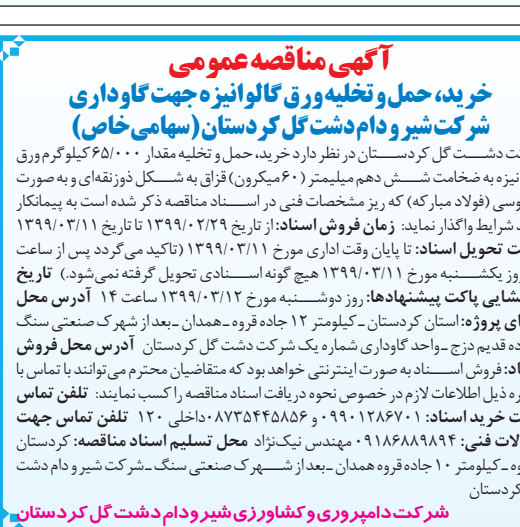 آگهی مناقصه عمومی
خرید، حمل و تخلیه ورق گالوانیزه جهت گاوداری
شرکت شیر و دام دشت گل کردستان (سهامی خاص)
دشت گل کردستان در نظر دارد خرید، حمل و تخلیه مقدار ۶۵/۰۰۰ کیلوگرم ورق
به ضخامت شش دهم میلیمتر (۶۰ میکرون) قزاق به شکل ذوزنقه‌ای و به صورت
(فولاد مبارکه) که ریز مشخصات فنی در اسناد مناقصه ذکر شده است به پیمانکار
شرایط واگذار نماید: زمان فروش اسناد: از تاریخ ۱۳۹۹/۰۲/۲۹ تا تاریخ ۱۳۹۹/۰۳/۱۱
تحویل اسناد: تا پایان وقت اداری مورخ ۱۳۹۹/۰۳/۱۱ (تاکید می‌گردد پس از ساعت
روز یکشنبه مورخ ۱۳۹۹/۰۳/۱۱ هیچ گونه اسنادی تحویل گرفته نمی‌شود.) تاریخ
پاکت پیشنهادها: روز دوشنبه مورخ ۱۳۹۹/۰۳/۱۲ ساعت ۱۴ آدرس محل
پروژه: استان کردستان ـ کیلومتر ۱۲ جاده قروه ـ همدان ـ بعد از شهرک صنعتی سنگ
قدیم دزج ـ واحد گاوداری شماره یک شرکت دشت گل کردستان آدرس محل فروش
فروش اسناد به صورت اینترنتی خواهد بود که متقاضیان محترم می‌توانند با تماس با
ذیل اطلاعات لازم در خصوص نحوه دریافت اسناد مناقصه را کسب نمایند: تلفن تماس
خرید اسناد: ۰۹۹۰۱۲۸۶۷۰۱ و ۰۸۷۳۵۴۴۵۸۵۶ داخلی ۱۲۰ تلفن تماس جهت
فنی: ۰۹۱۸۶۸۸۹۸۹۴ مهندس نیک‌نژاد محل تسلیم اسناد مناقصه: کردستان
ـ کیلومتر ۱۰ جاده قروه همدان ـ بعد از شهرک صنعتی سنگ ـ شرکت شیر و دام دشت
کردستان
شرکت دامپروری و کشاورزی شیر و دام دشت گل کردستان